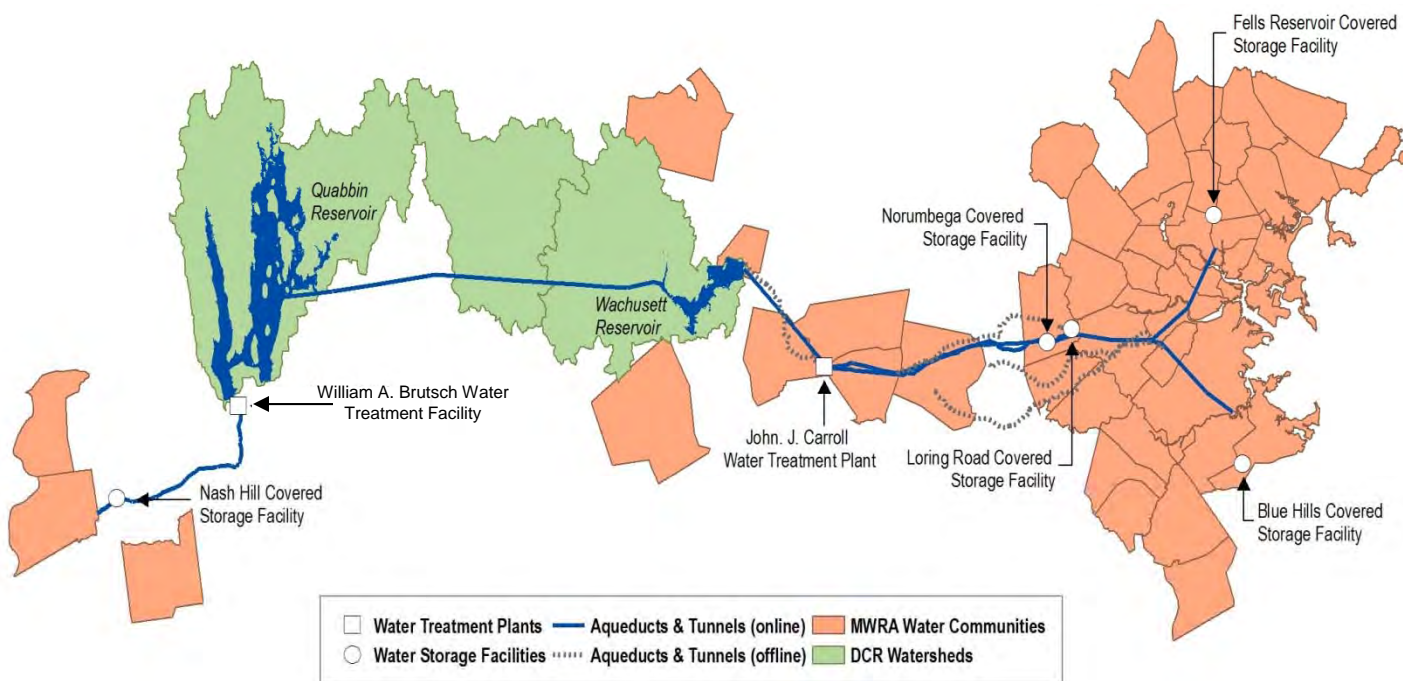 Fells Reservoir Covered
Storage Facility
Quabbin
Reservoir
Norumbega Covered
Storage Facility
Wachusett
Reservoir
William A. Brutsch Water
Treatment Facility
John. J. Carroll
Water Treatment Plant
Loring Road Covered
Storage Facility
Nash Hill Covered
Storage Facility
Blue Hills Covered
Storage Facility
Water Treatment Plants
Aqueducts & Tunnels (online)
MWRA Water Communities
Water Storage Facilities
Aqueducts & Tunnels (offline)
DCR Watersheds